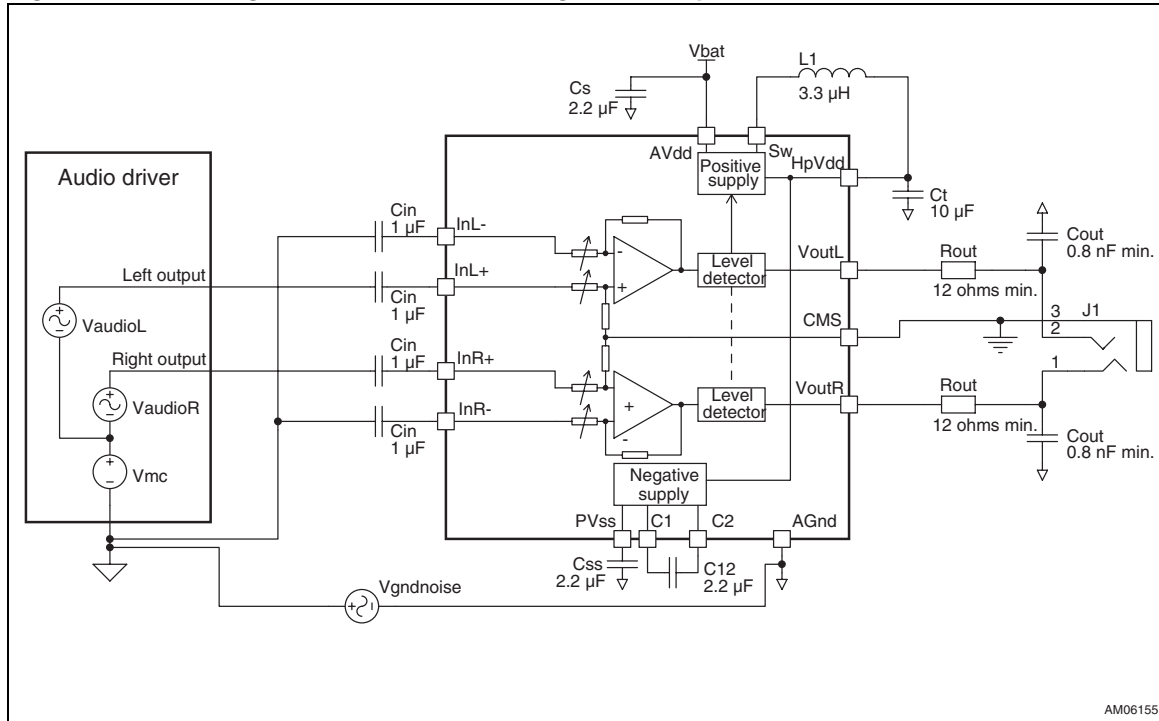 Vbat
L1
3.3 µH
Cs
2.2 µF
AVdd
Sw
HpVdd
Positive
supply
Ct
10 µF
Audio driver
Cin
1 µF
InL-
Left output
Cin
1 µF
InL+
-
+
Level
detector
VoutL
Rout
12 ohms min.
Cout
0.8 nF min.
VaudioL
CMS
3
J1
2
1
Right output
Cin
1 µF
InR+
VaudioR
Cin
1 µF
InR-
+
-
Level
detector
VoutR
Rout
12 ohms min.
Cout
0.8 nF min.
Vmc
Negative
supply
PVss
C1
C2
AGnd
Css
2.2 µF
C12
2.2 µF
Vgndnoise
AM06155